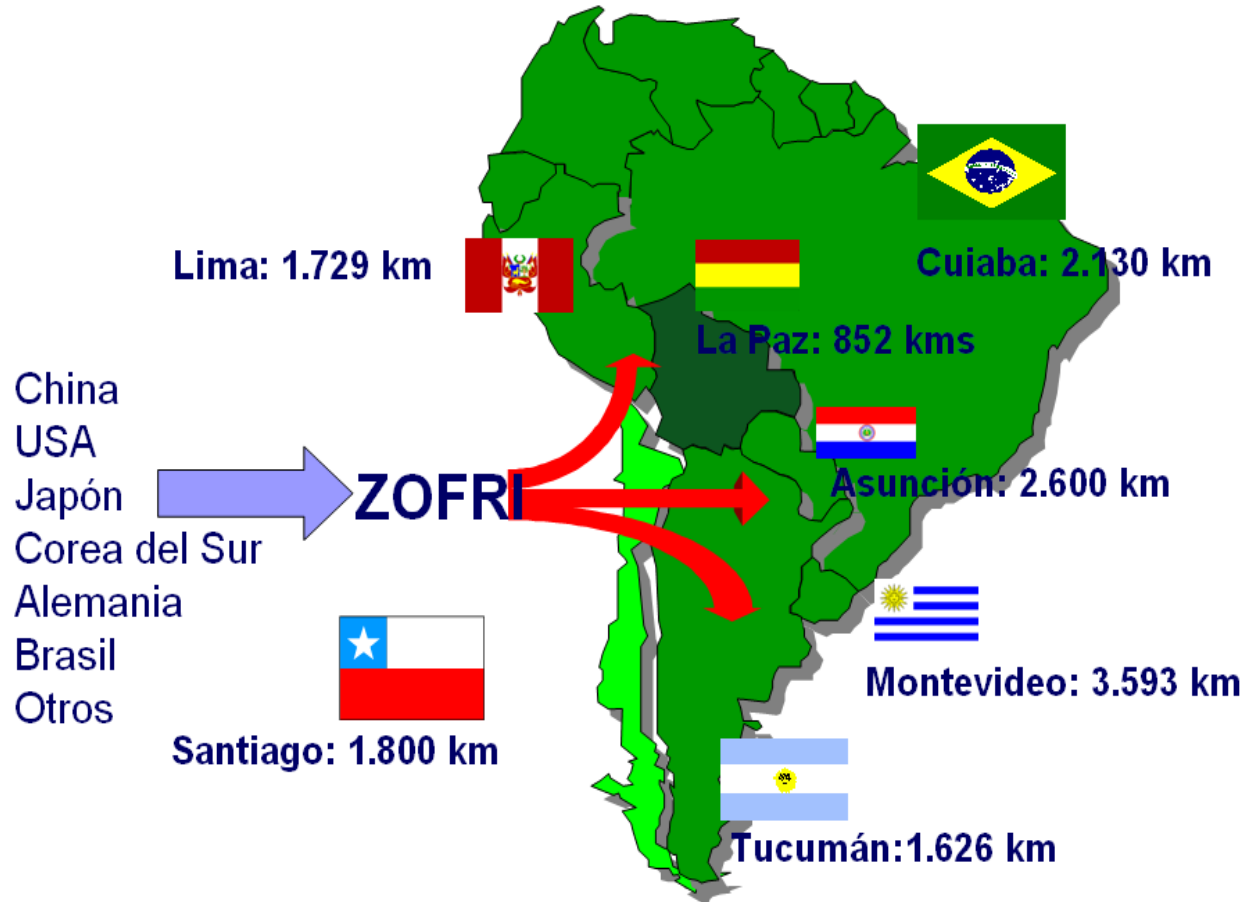 Lima: 1.729 km
Cuiaba: 2.130 km
La Paz: 852 kms
China
USA
Japón
Corea del Sur
Alemania
Brasil
Otros
ZOFRI
Asunción: 2.600 km
Montevideo: 3.593 km
Santiago: 1.800 km
Tucumán:1.626 km